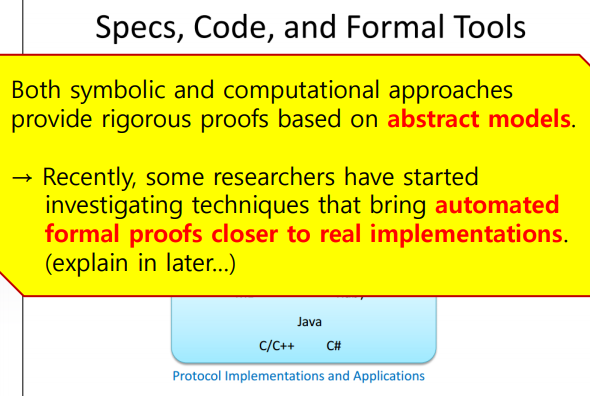 Specs, Code, and Formal Tools
Both symbolic and computational approaches
provide rigorous proofs based on abstract models.
→ Recently, some researchers have started
investigating techniques that bring automated
formal proofs closer to real implementations.
(explain in later...)
Java
C/C++ C#
Protocol Implementations and Applications